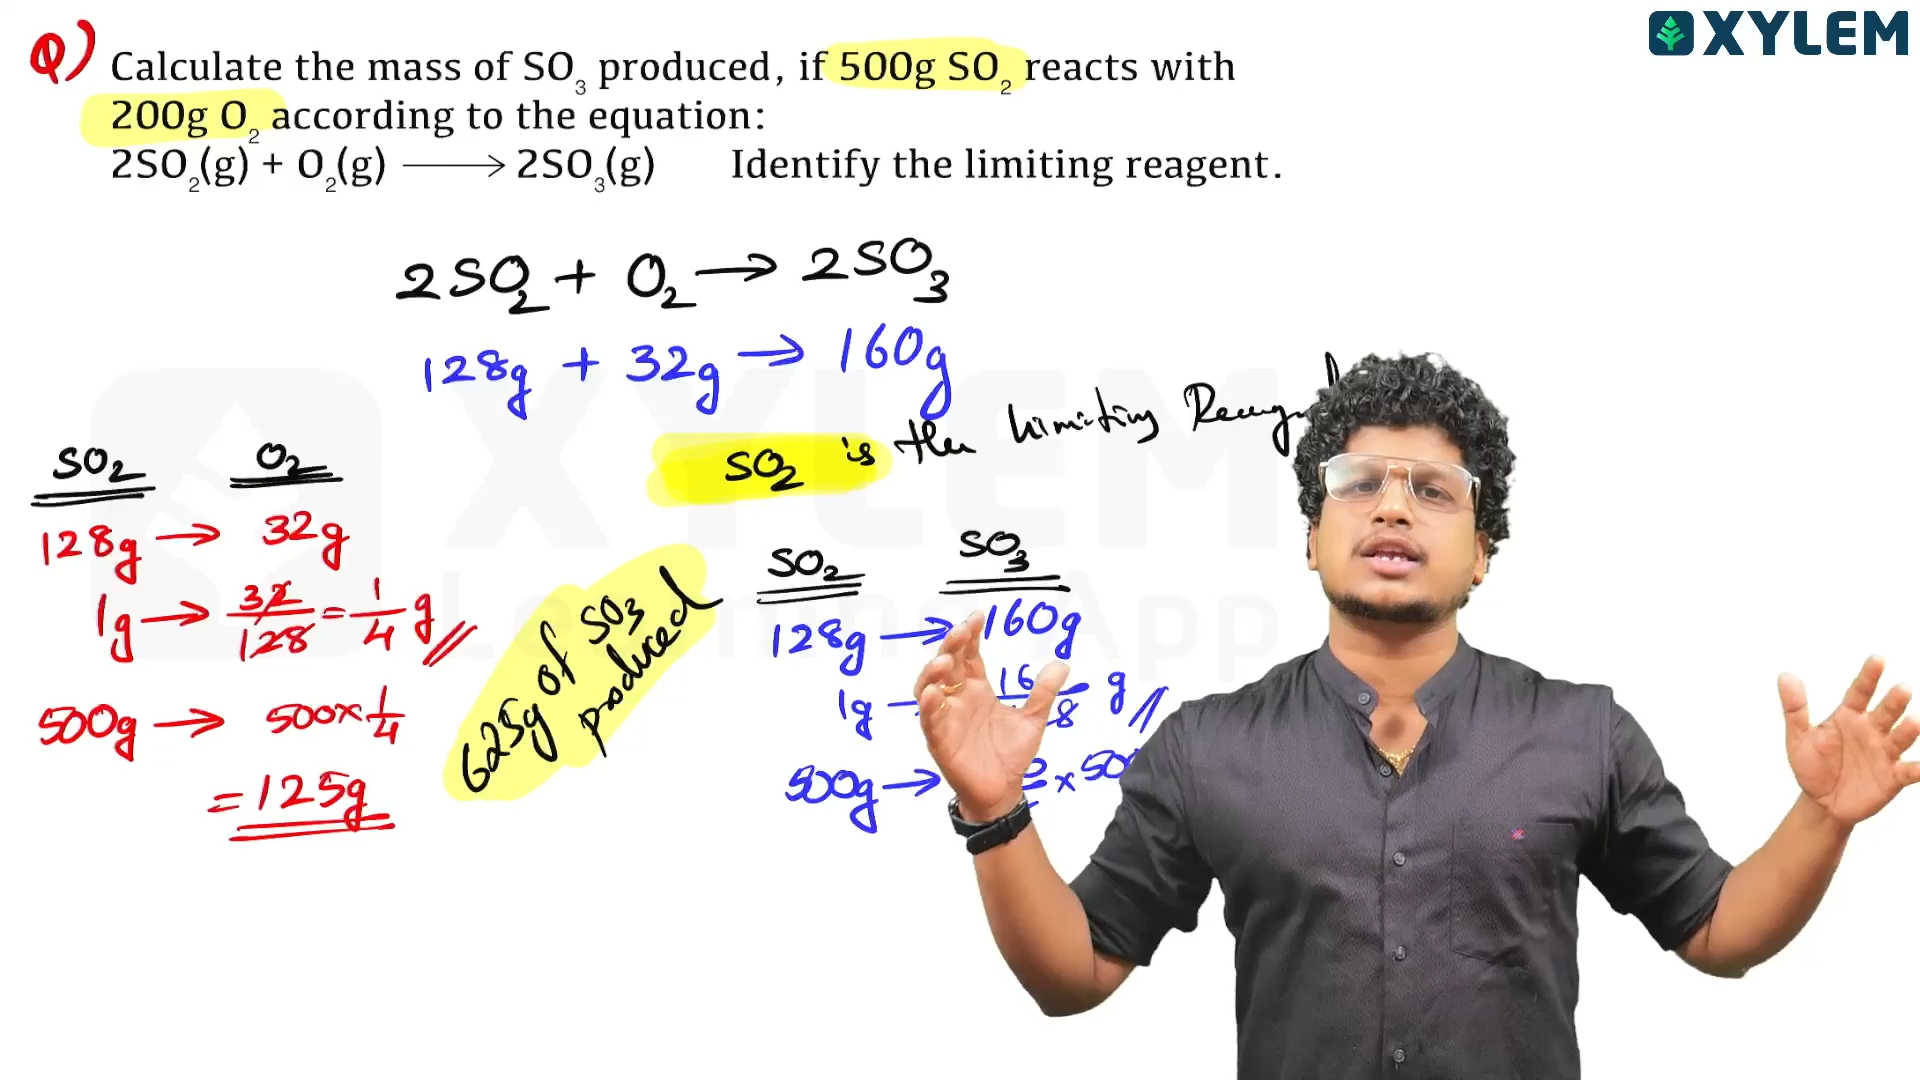 XYLEM
Q)
Calculate the mass of SO₃ produced, if 500g SO₂ reacts with
200g O₂ according to the equation:
2SO₂(g) + O₂(g) ⟶ 2SO₃(g) Identify the limiting reagent.
2SO₂ + O₂ → 2SO₃
128g + 32g → 160g
SO₂ is the Limiting
SO₂ O₂
128g → 32g
1g → 32/128 = 1/4 g
500g → 500 x 1/4
= 125g
625g of SO₃
produced
SO₂ SO₃
128g → 160g
1g → g
500g → x
XYLEM
Learning App